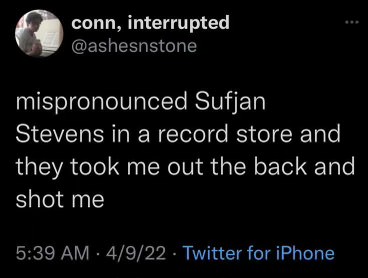 conn, interrupted
@ashesnstone
mispronounced Sufjan
Stevens in a record store and
they took me out the back and
shot me
5:39 AM · 4/9/22 · Twitter for iPhone